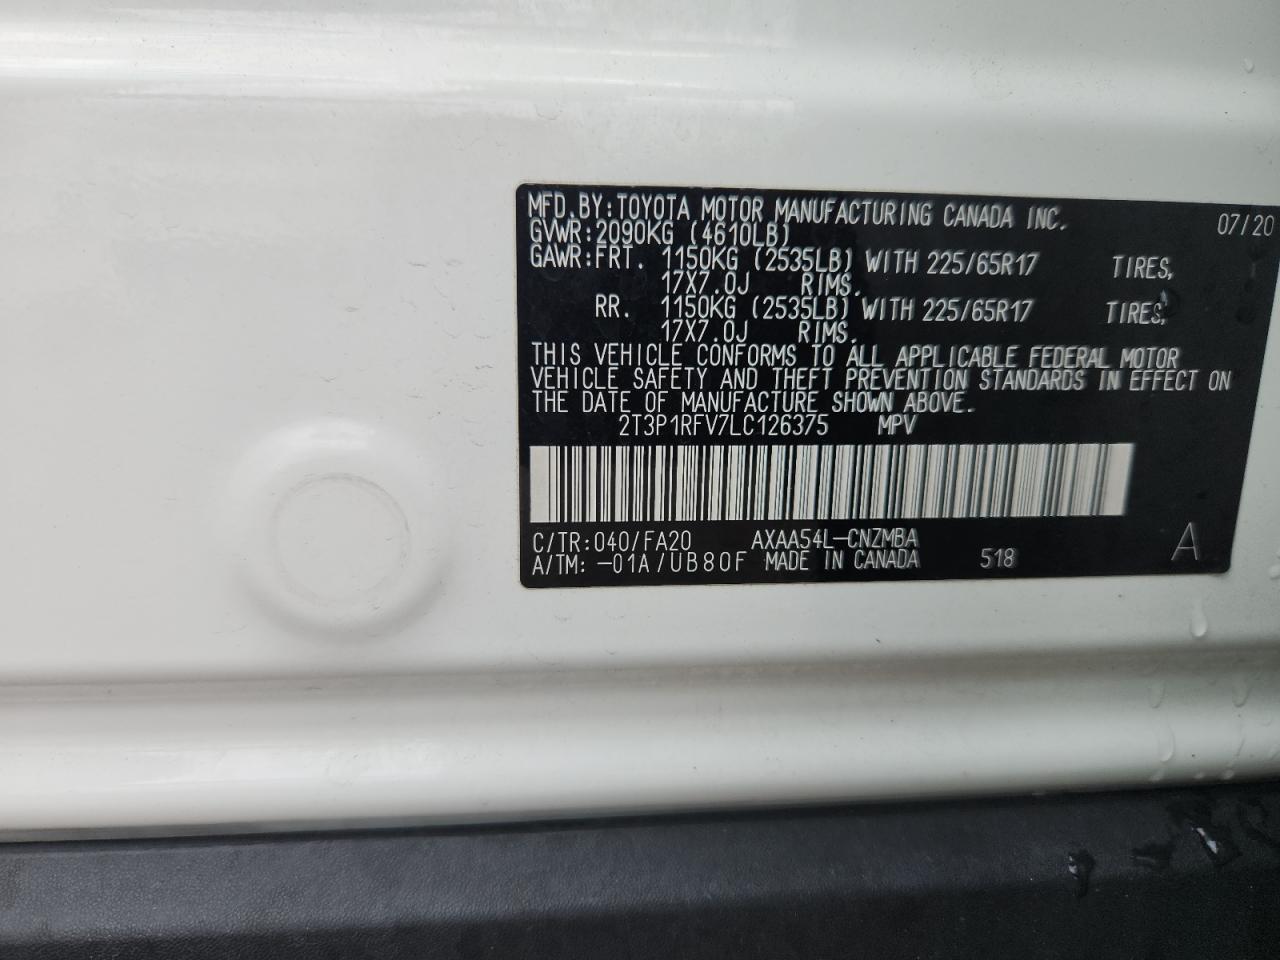 MFD.BY:TOYOTA MOTOR MANUFACTURING CANADA INC. 07/20
GVWR:2090KG (4610LB)
GAWR:FRT. 1150KG (2535LB) WITH 225/65R17 TIRES,
17X7.0J RIMS.
RR. 1150KG (2535LB) WITH 225/65R17 TIRES,
17X7.0J RIMS.
THIS VEHICLE CONFORMS TO ALL APPLICABLE FEDERAL MOTOR
VEHICLE SAFETY AND THEFT PREVENTION STANDARDS IN EFFECT ON
THE DATE OF MANUFACTURE SHOWN ABOVE.
2T3P1RFV7LC126375 MPV
C/TR:040/FA20 AXAA54L-CNZMBA
A/TM:-01A/UB80F MADE IN CANADA 518 A